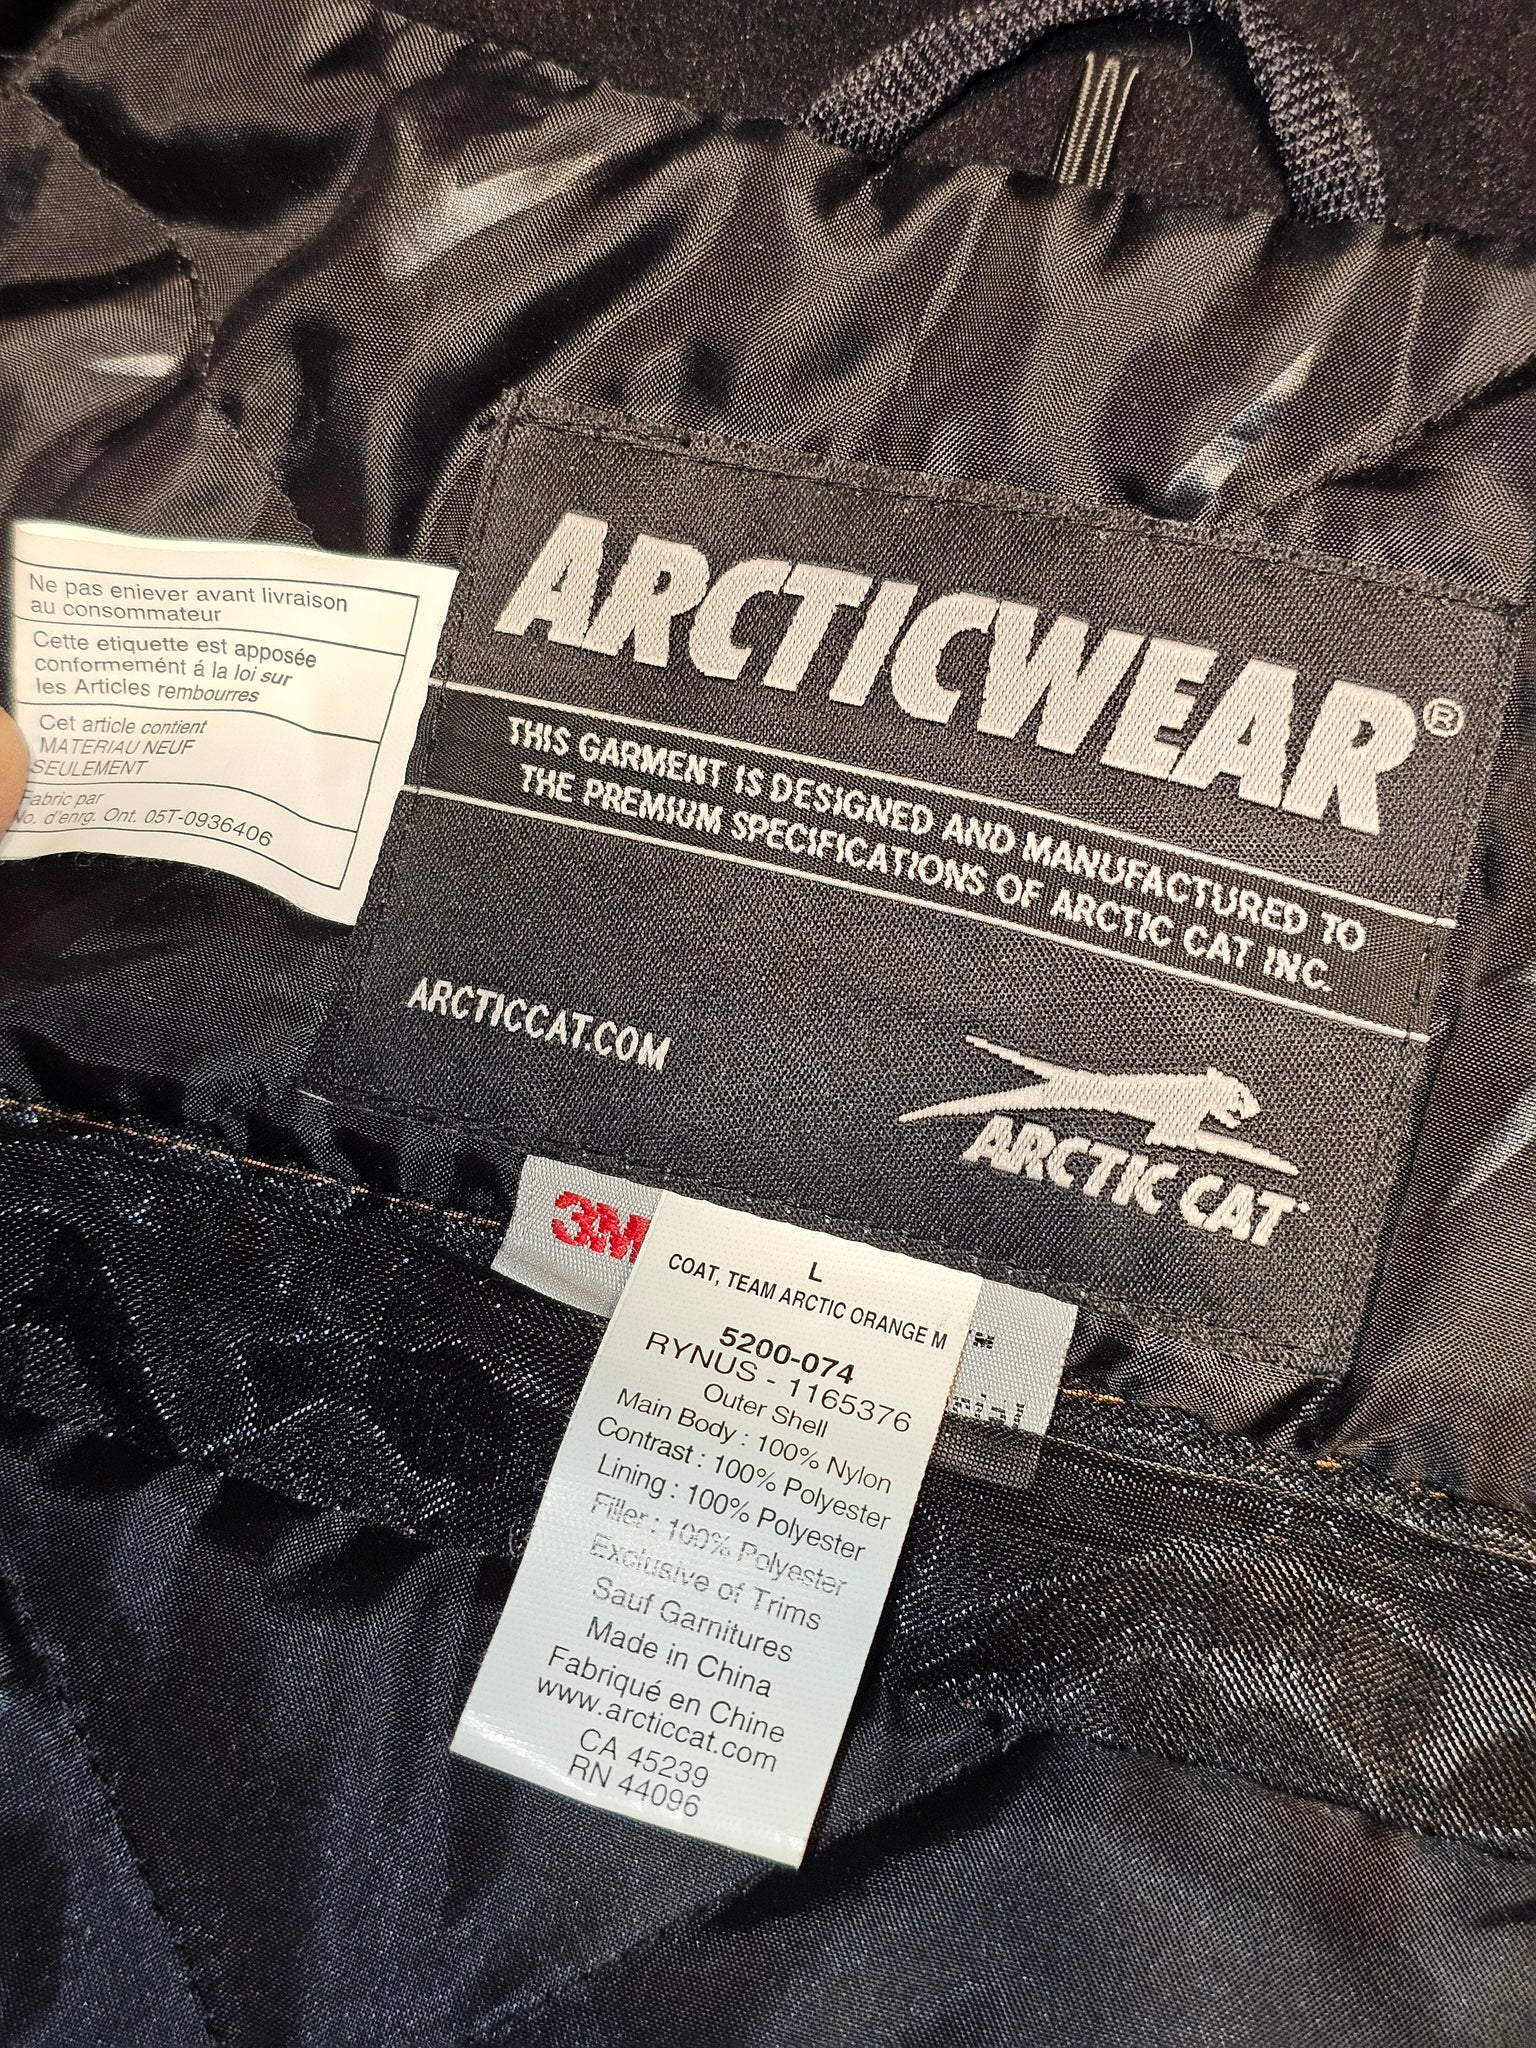 Ne pas eniever avant livraison
au consommateur
Cette etiquette est apposée
conformemént á la loi sur
les Articles rembourres
Cet article contient
MATERIAU NEUF
SEULEMENT
Fabric par
No. d'enrg. Ont. 05T-0936406
ARCTICWEAR®
THIS GARMENT IS DESIGNED AND MANUFACTURED TO
THE PREMIUM SPECIFICATIONS OF ARCTIC CAT INC.
ARCTICCAT.COM
ARCTIC CAT
3M
TM
L
COAT, TEAM ARCTIC ORANGE M
5200-074
RYNUS - 1165376
Outer Shell
Main Body : 100% Nylon
Contrast : 100% Polyester
Lining : 100% Polyester
Filler : 100% Polyester
Exclusive of Trims
Sauf Garnitures
Made in China
Fabriqué en Chine
www.arcticcat.com
CA 45239
RN 44096